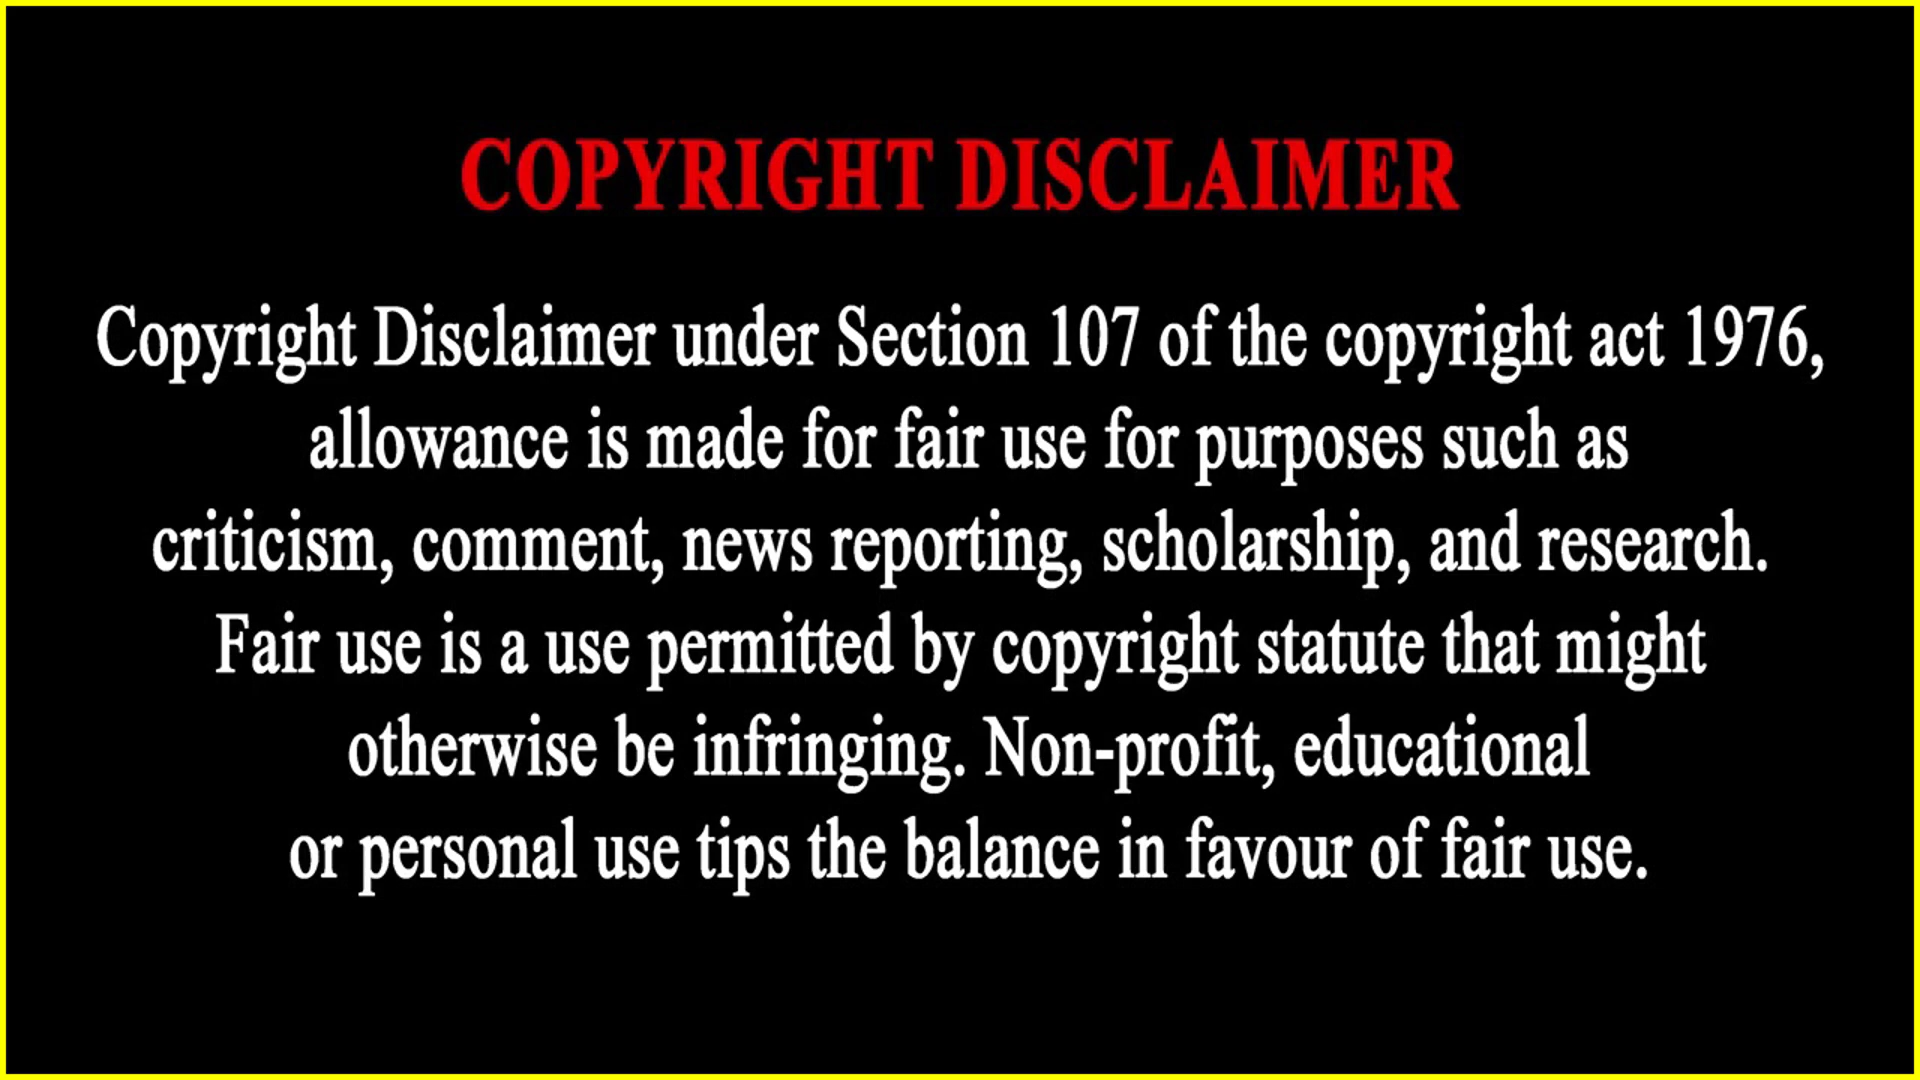 COPYRIGHT DISCLAIMER
Copyright Disclaimer under Section 107 of the copyright act 1976,
allowance is made for fair use for purposes such as
criticism, comment, news reporting, scholarship, and research.
Fair use is a use permitted by copyright statute that might
otherwise be infringing. Non-profit, educational
or personal use tips the balance in favour of fair use.